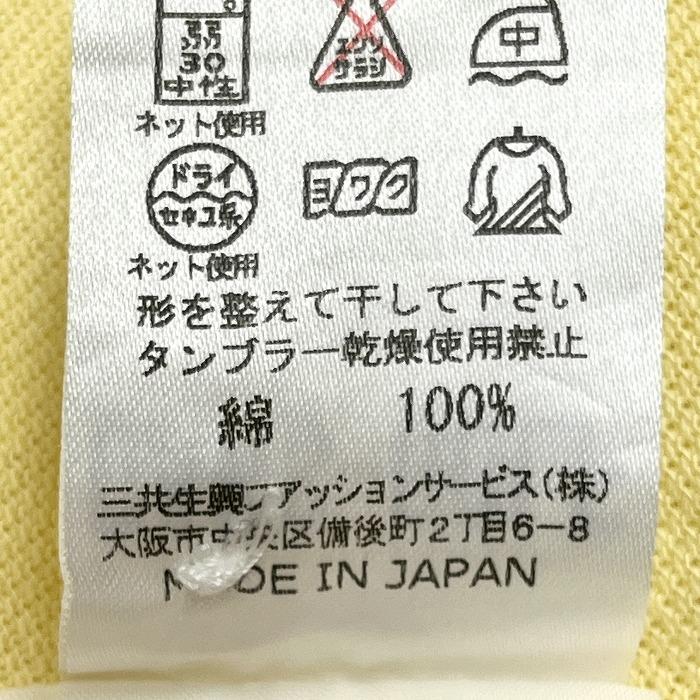 弱
30
中性
ネット使用
エンソ
サラシ
中
ドライ
セキユ系
ネット使用
ヨワク
形を整えて干して下さい
タンブラー乾燥使用禁止
綿 100%
三共生興ファッションサービス(株)
大阪市中央区備後町2丁目6-8
MADE IN JAPAN